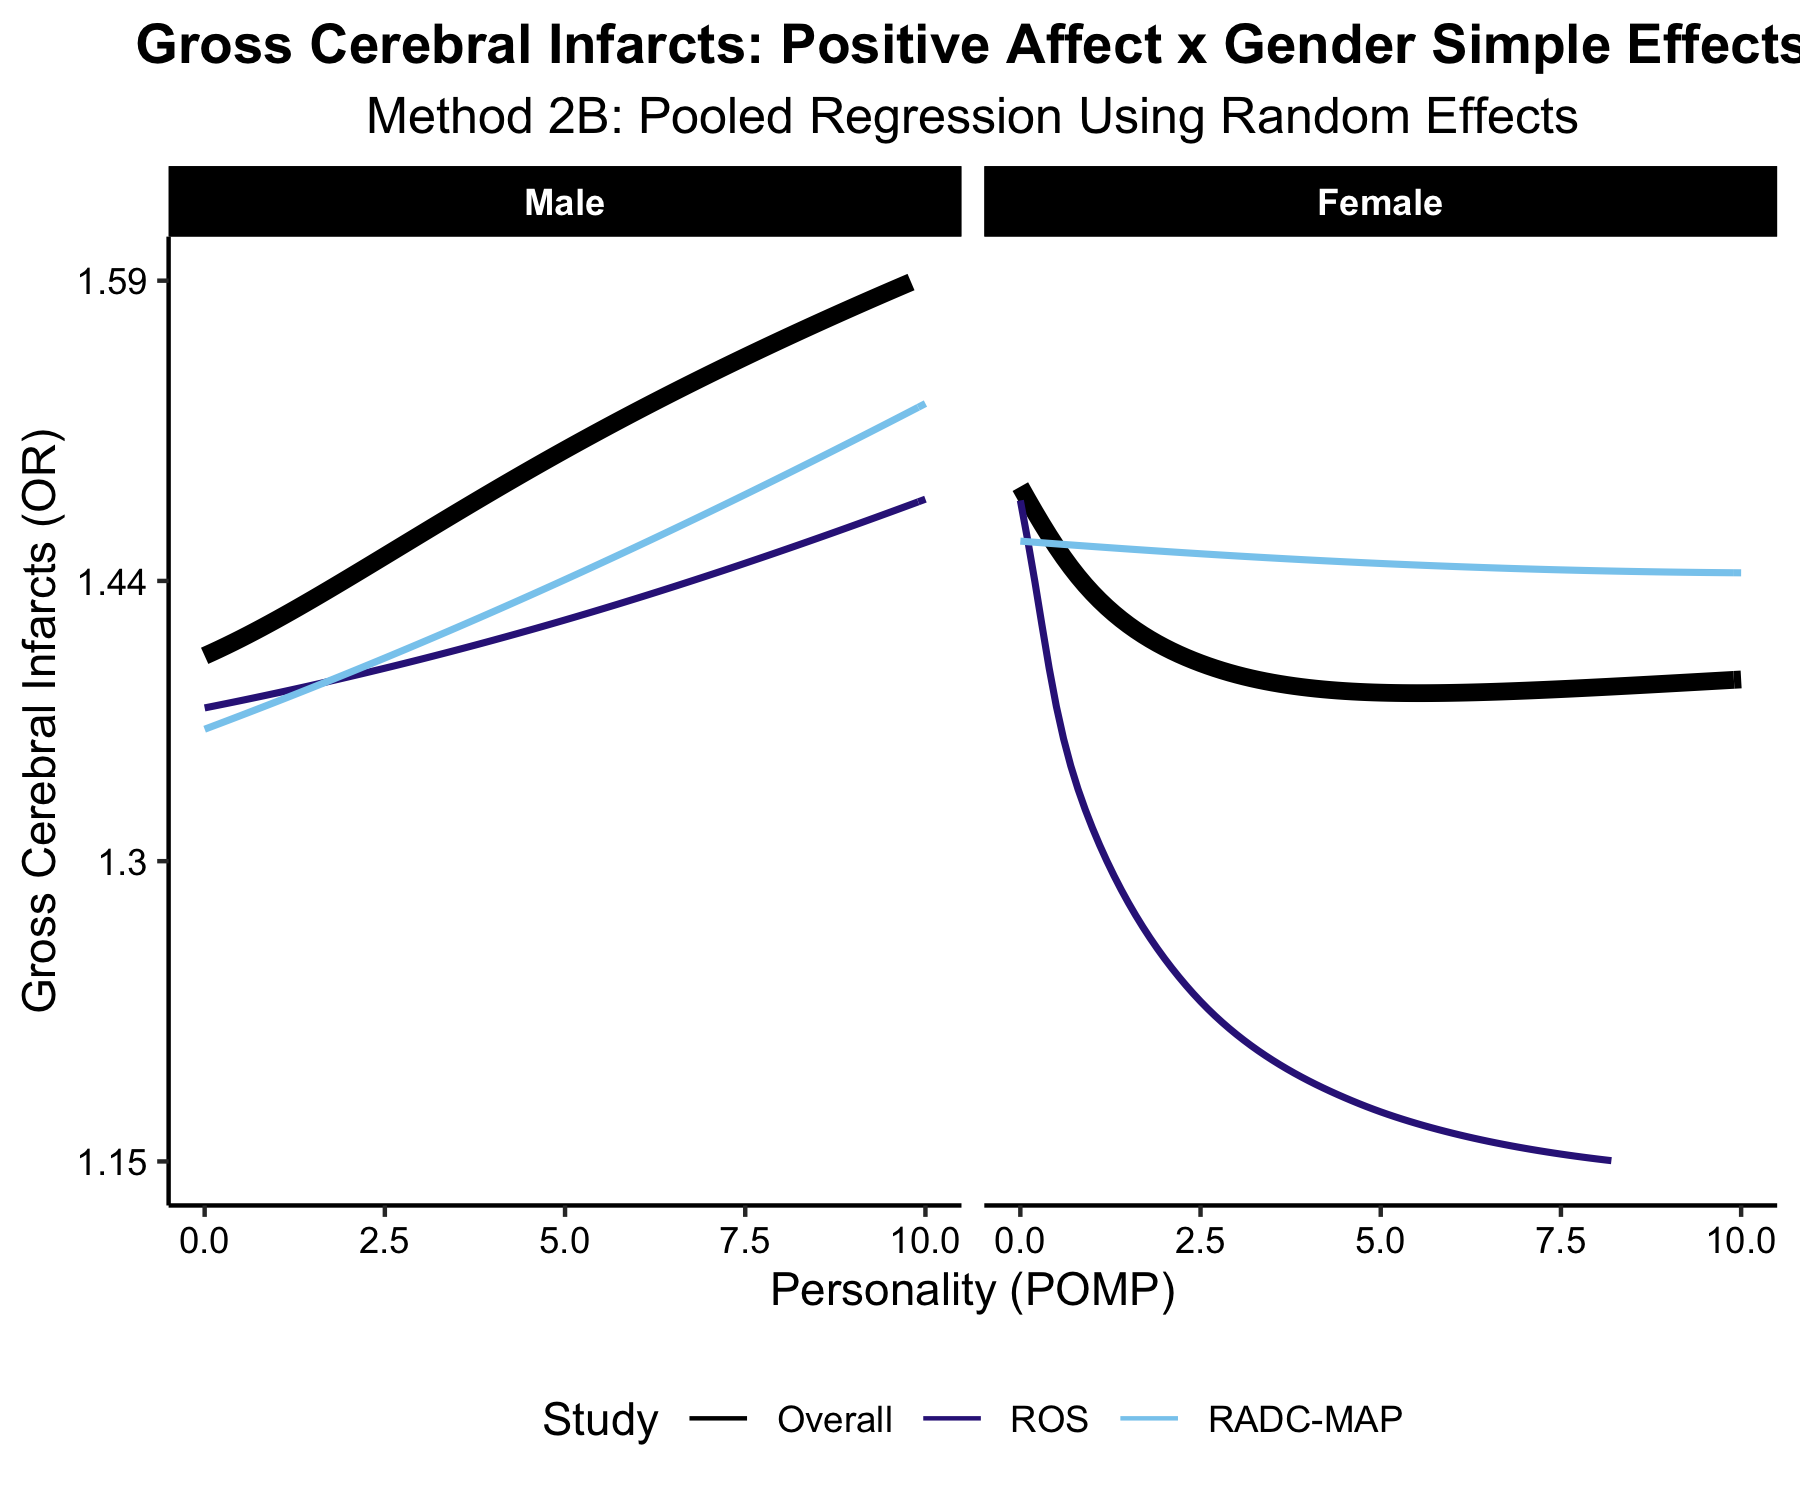 Gross Cerebral Infarcts: Positive Affect x Gender Simple Effects
Method 2B: Pooled Regression Using Random Effects
Male
Female
Gross Cerebral Infarcts (OR)
1.59
1.44
1.3
1.15
0.0 2.5 5.0 7.5 10.0
0.0 2.5 5.0 7.5 10.0
Personality (POMP)
Study Overall ROS RADC-MAP